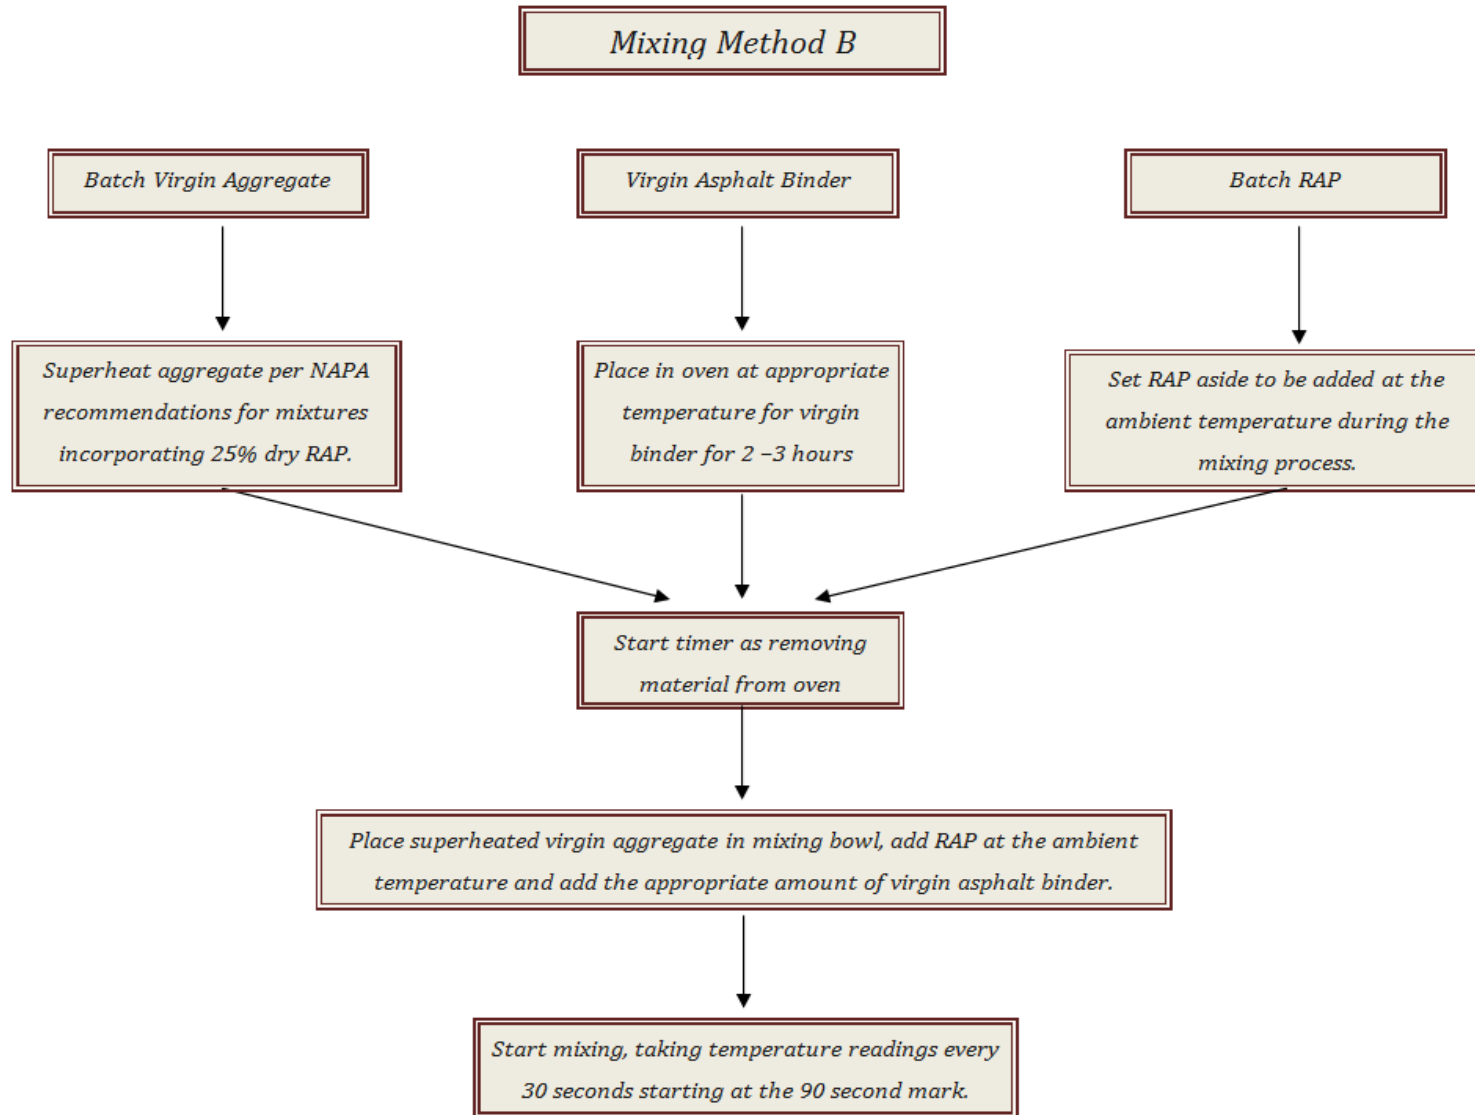 Mixing Method B
Batch Virgin Aggregate
Virgin Asphalt Binder
Batch RAP
Superheat aggregate per NAPA
recommendations for mixtures
incorporating 25% dry RAP.
Place in oven at appropriate
temperature for virgin
binder for 2 –3 hours
Set RAP aside to be added at the
ambient temperature during the
mixing process.
Start timer as removing
material from oven
Place superheated virgin aggregate in mixing bowl, add RAP at the ambient
temperature and add the appropriate amount of virgin asphalt binder.
Start mixing, taking temperature readings every
30 seconds starting at the 90 second mark.